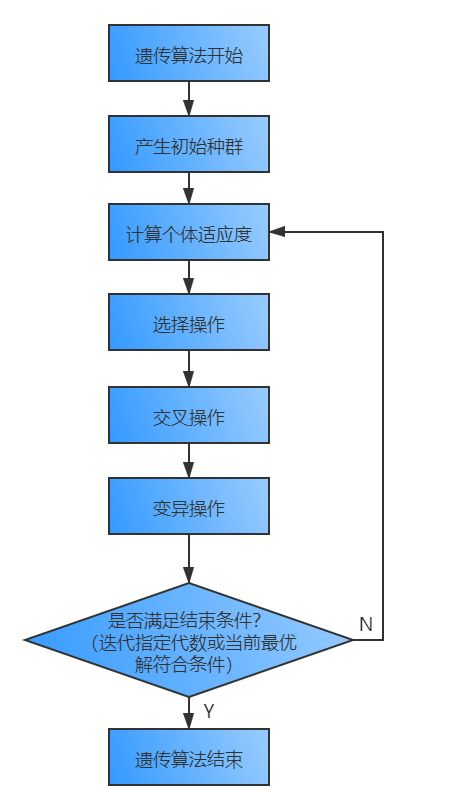 遗传算法开始
产生初始种群
计算个体适应度
选择操作
交叉操作
变异操作
是否满足结束条件?
(迭代指定代数或当前最优
解符合条件)
N
Y
遗传算法结束